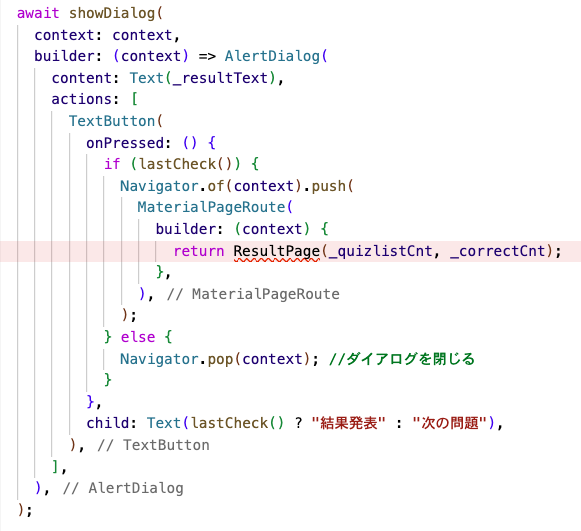 await showDialog(
  context: context,
  builder: (context) => AlertDialog(
    content: Text(_resultText),
    actions: [
      TextButton(
        onPressed: () {
          if (lastCheck()) {
            Navigator.of(context).push(
              MaterialPageRoute(
                builder: (context) {
                  return ResultPage(_quizlistCnt, _correctCnt);
                },
              ), // MaterialPageRoute
            );
          } else {
            Navigator.pop(context); //ダイアログを閉じる
          }
        },
        child: Text(lastCheck() ? "結果発表" : "次の問題"),
      ), // TextButton
    ],
  ), // AlertDialog
);